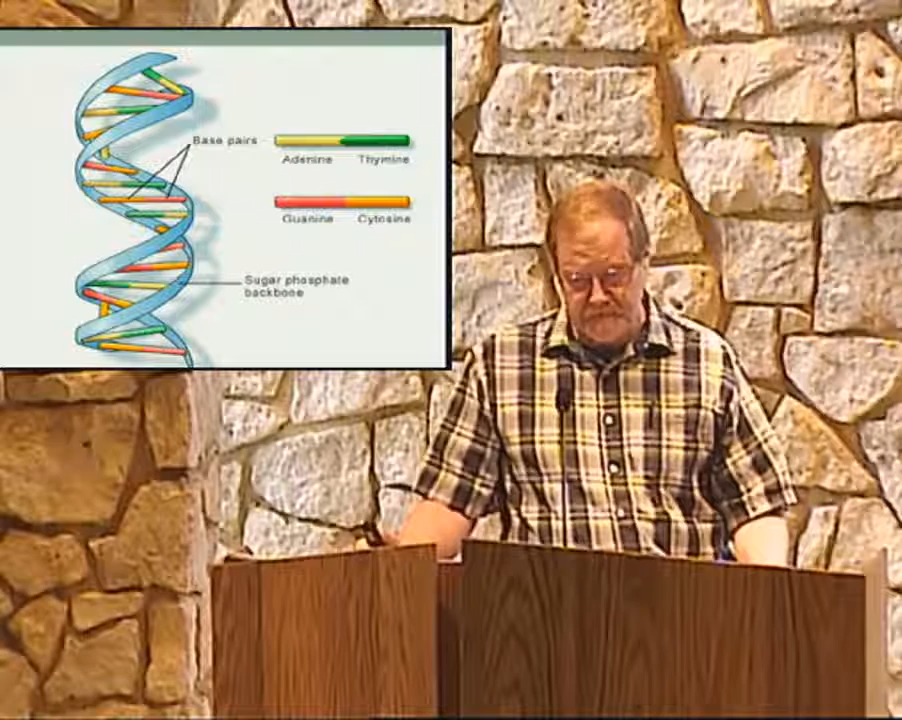 Base pairs
Adenine Thymine
Guanine Cytosine
Sugar phosphate
backbone